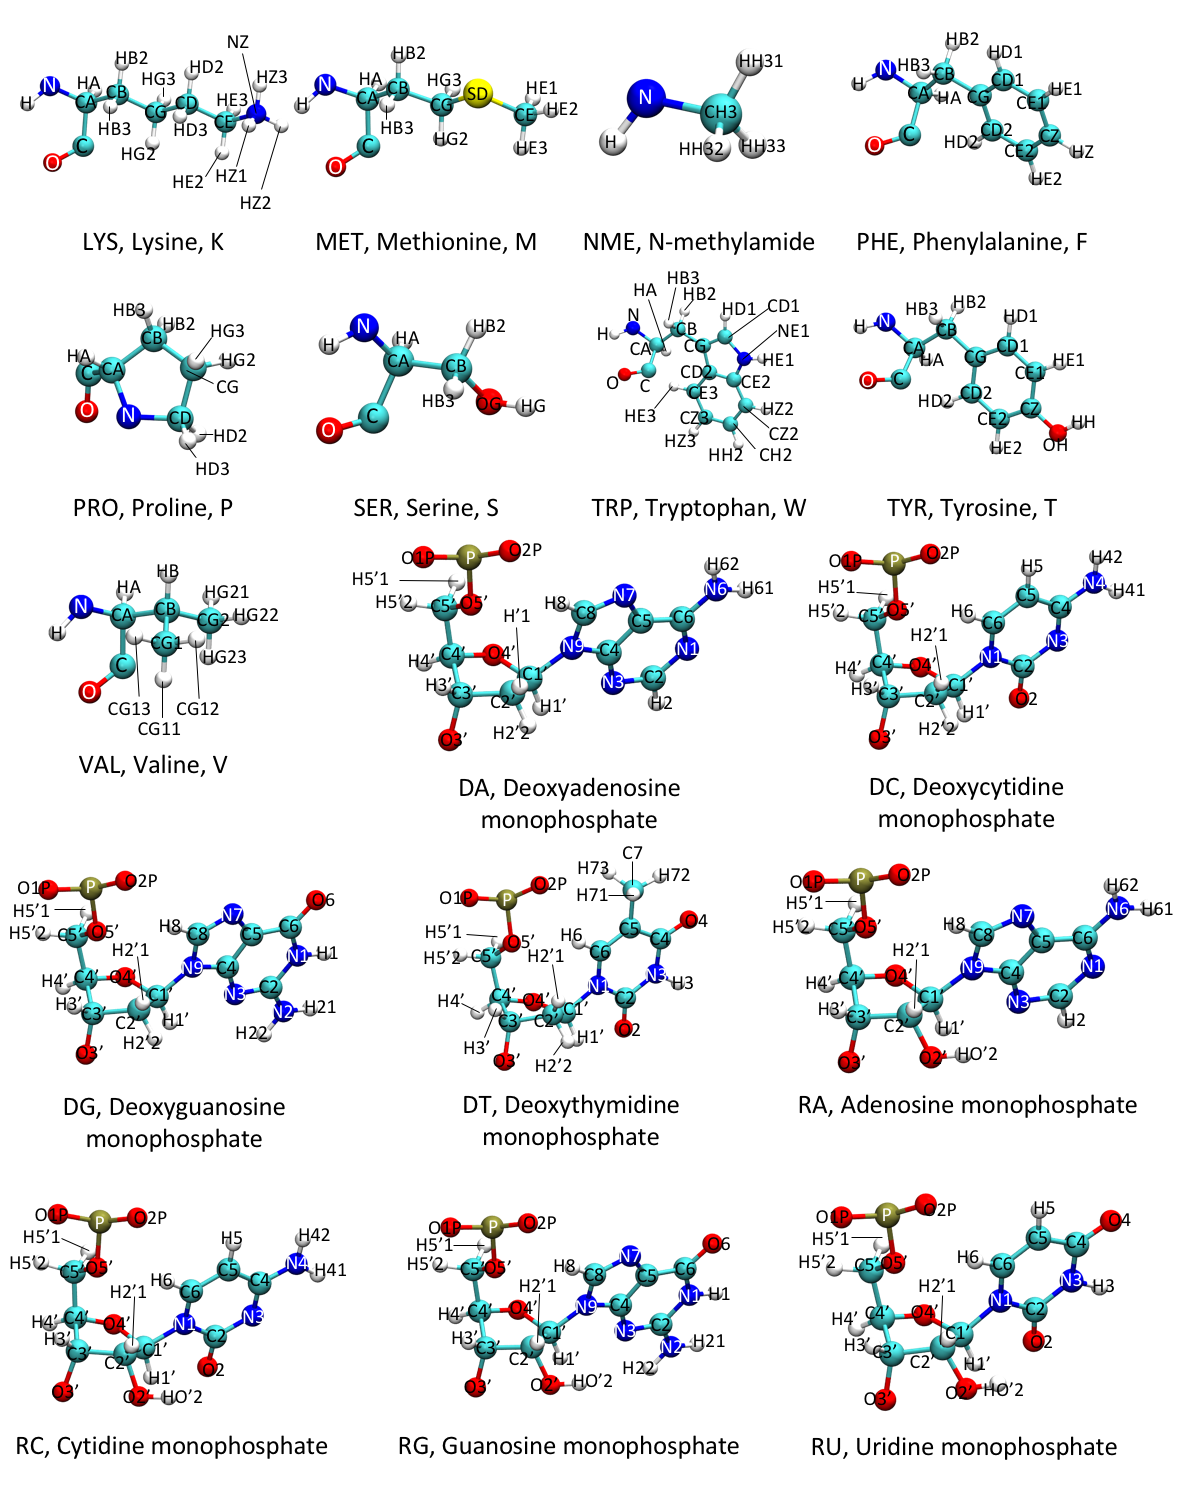 NZ
HB2 HD2 HZ3
N HA CB HG3 CD HE3
H CA CG CE
HB3 HD3
C HG2
O HE2 HZ1
HZ2
LYS, Lysine, K
HB2
N HA CB HG3 SD HE1
H CA CG HE2
HB3 CE
C HG2 HE3
O
MET, Methionine, M
HH31
N CH3
H HH32 HH33
NME, N-methylamide
HB2 HD1
N HB3 CB CD1 HE1
H CA HA CG CE1
C HD2 CD2 CZ
O CE2 HZ
HE2
PHE, Phenylalanine, F
HB3 HB2
CB HG3
HA HG2
C CA CG
O N CD
HD2
HD3
PRO, Proline, P
N HA HB2
H CA CB
HB3 OG HG
C
O
SER, Serine, S
HB3
HA HB2 CD1
N HD1
H CB NE1
CA CG HE1
O C CD2 CE2
HE3 CE3 HZ2
CZ3 CZ2
HZ3 HH2 CH2
TRP, Tryptophan, W
HB3 HB2 HD1
N CB CD1
H CA HA G CE1 HE1
O C CD2 CZ
HD2 CE2 HH
HE2 OH
TYR, Tyrosine, T
HB
HA HG21
N CA CB CG2 HG22
H CG1 HG23
C
O CG13 CG12
CG11
VAL, Valine, V
O1P P O2P
H5'1 H62
H5'2 C5' O5' H8 N7 N6 H61
C8 C5 C6
H'1 N9 C4 N1
H4' C4' O4' C1 N3 C2
H3' C3' C2' H1' H2
O3' H2'2
DA, Deoxyadenosine
monophosphate
O1P P O2P
H5'1 H5 H42
H5'2 C5' O5' C5 N4 H41
H6 C6 C4
H2'1 N1 N3
H4' C4' O4' C1' C2
H3' C3' C2' H1' O2
O3' H2'2
DC, Deoxycytidine
monophosphate
O1P P O2P
H5'1 N7 O6
H5'2 C5' O5' H8 C8 C5 C6
H2'1 N9 C4 N1 H1
H4' C4' O4' C1' N3 C2
H3' C3' C2' H1' N2 H21
O3' H2'2 H22
DG, Deoxyguanosine
monophosphate
C7
H73 H72
O1P P O2P H71
H5'1 C5 O4
H5'2 C5' O5' H6 C6 C4
H2'1 N1 N3 H3
H4' C4' O4' C1' C2
C3' C2' H1' O2
H3' O3' H2'2
DT, Deoxythymidine
monophosphate
O1P P O2P
H5'1 H62
H5'2 C5' O5' H8 N7 N6 H61
C8 C5 C6
H2'1 N9 C4 N1
H4' C4' O4' C1 N3 C2
H3' C3' C2' H1' H2
O3' O2' HO'2
RA, Adenosine monophosphate
O1P P O2P
H5'1 H5 H42
H5'2 C5' O5' C5 N4 H41
H6 C6 C4
H2'1 N1 N3
H4' C4' O4' C2
H3' C3' C2' C1' O2
H1'
O3' O2' HO'2
RC, Cytidine monophosphate
O1P P O2P
H5'1 N7 O6
H5'2 C5' O5' H8 C8 C5 C6
H2'1 N9 C4 N1 H1
H4' C4' O4' C1' N3 C2
H3' C3' C2' H1' N2 H21
O3' O2' HO'2 H22
RG, Guanosine monophosphate
O1P P O2P
H5'1 H5 O4
H5'2 C5' O5' C5 C4
H6 C6
H2'1 N1 N3 H3
H4' C4' O4' C1' C2
H3' C3' C2' H1' O2
O3' O2' HO'2
RU, Uridine monophosphate